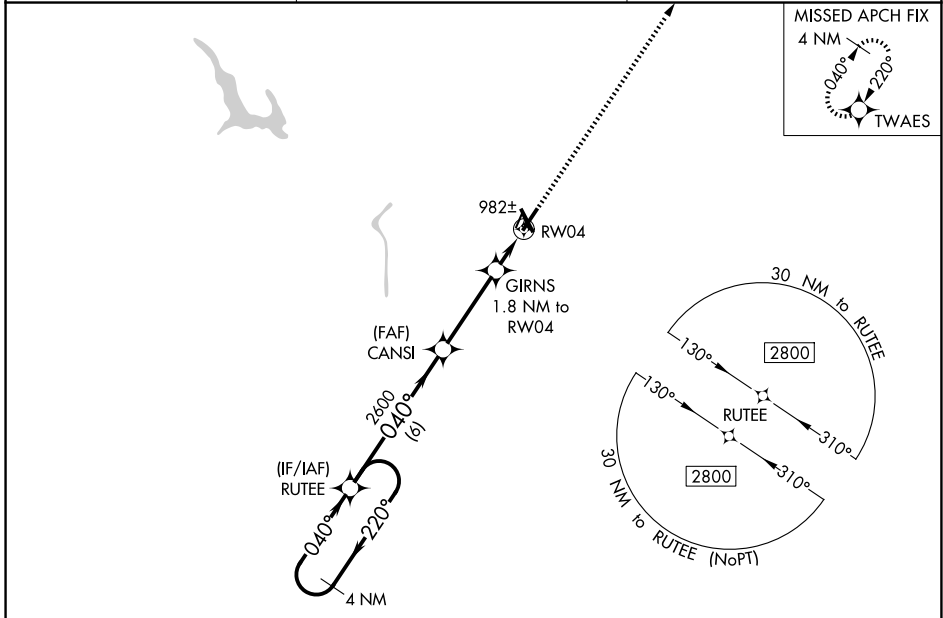 MISSED APCH FIX
4 NM
040°
220°
TWAES
982±
RW04
GIRNS
1.8 NM to
RW04
(FAF)
CANSI
2600
040°
(6)
(IF/IAF)
RUTEE
040°
220°
4 NM
30 NM to RUTEE
2800
130°
310°
RUTEE
130°
310°
2800
30 NM to RUTEE (NoPT)